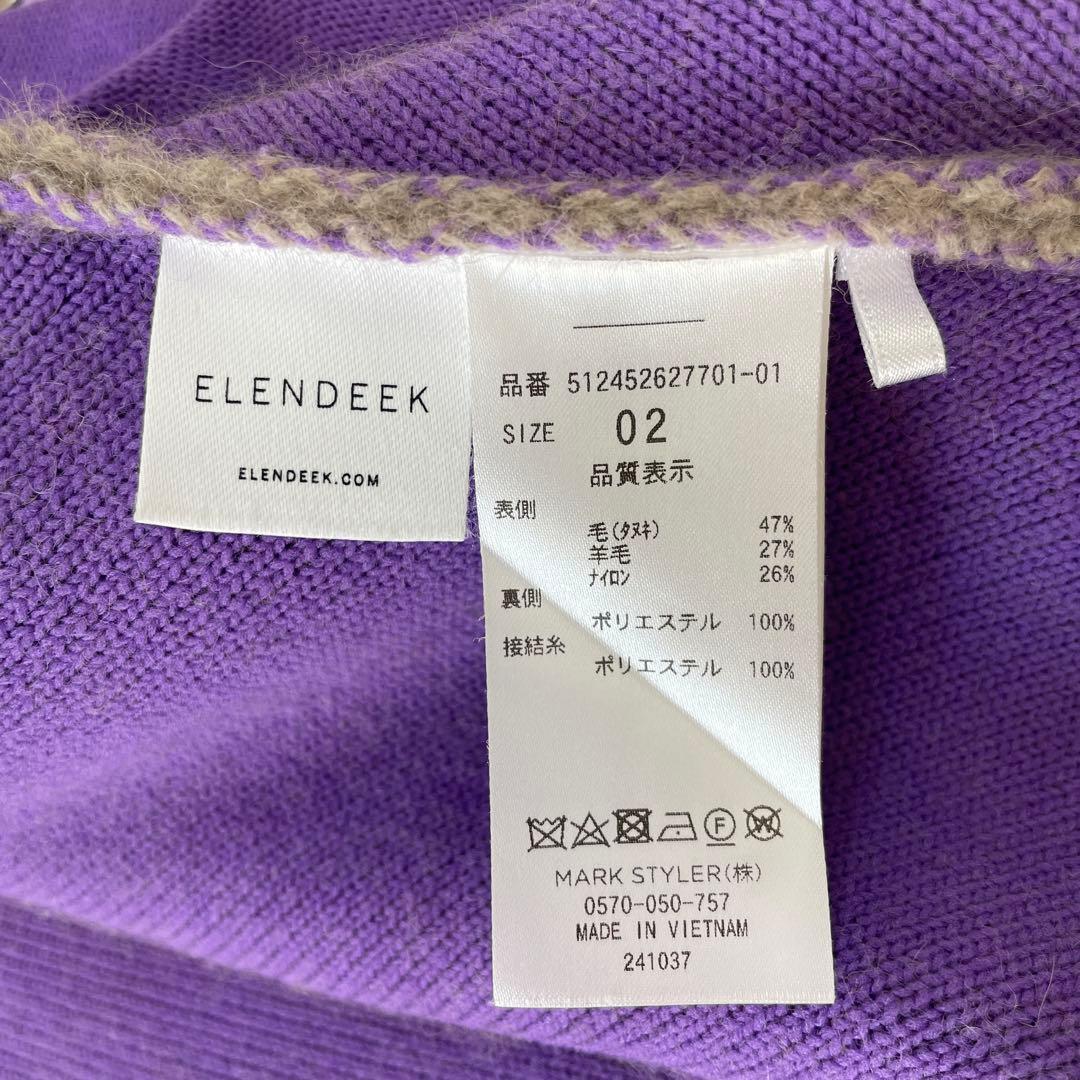 ELENDEEK
ELENDEEK.COM
品番 512452627701-01
SIZE 02
品質表示
表側
毛(タヌキ) 47%
羊毛 27%
ナイロン 26%
裏側
ポリエステル 100%
接結糸
ポリエステル 100%
F W
MARK STYLER(株)
0570-050-757
MADE IN VIETNAM
241037